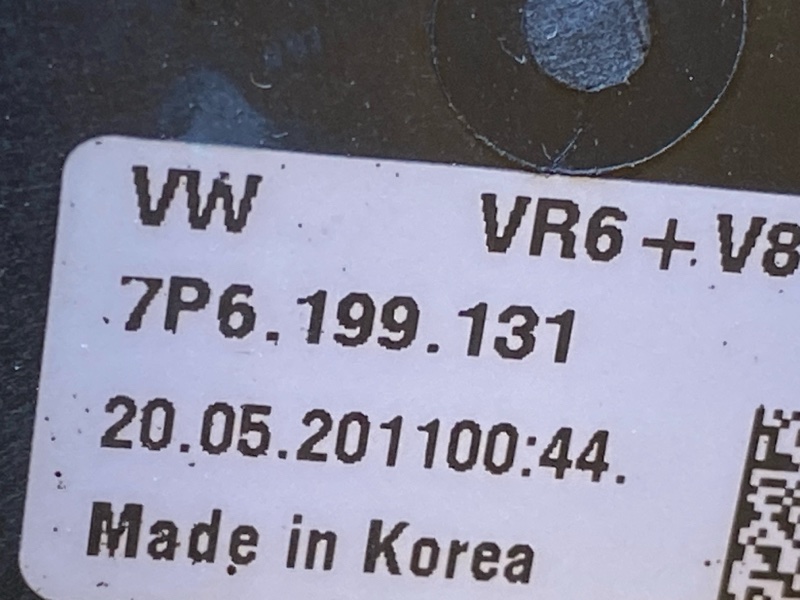 VW VR6+V8
7P6.199.131
20.05.201100:44.
Made in Korea